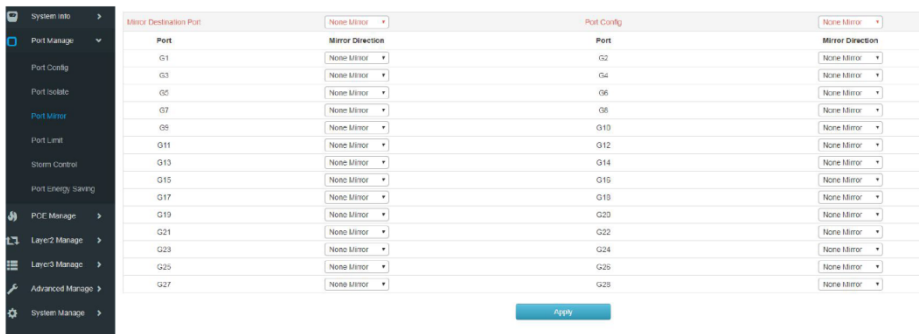 System Info
Port Manage
Port Config
Port Isolate
Port Mirror
Port Limit
Storm Control
Port Energy Saving
POE Manage
Layer2 Manage
Layer3 Manage
Advanced Manage
System Manage
Mirror Destination Port None Mirror Port Config None Mirror
Port Mirror Direction Port Mirror Direction
G1 None Mirror G2 None Mirror
G3 None Mirror G4 None Mirror
G5 None Mirror G6 None Mirror
G7 None Mirror G8 None Mirror
G9 None Mirror G10 None Mirror
G11 None Mirror G12 None Mirror
G13 None Mirror G14 None Mirror
G15 None Mirror G16 None Mirror
G17 None Mirror G18 None Mirror
G19 None Mirror G20 None Mirror
G21 None Mirror G22 None Mirror
G23 None Mirror G24 None Mirror
G25 None Mirror G26 None Mirror
G27 None Mirror G28 None Mirror
Apply